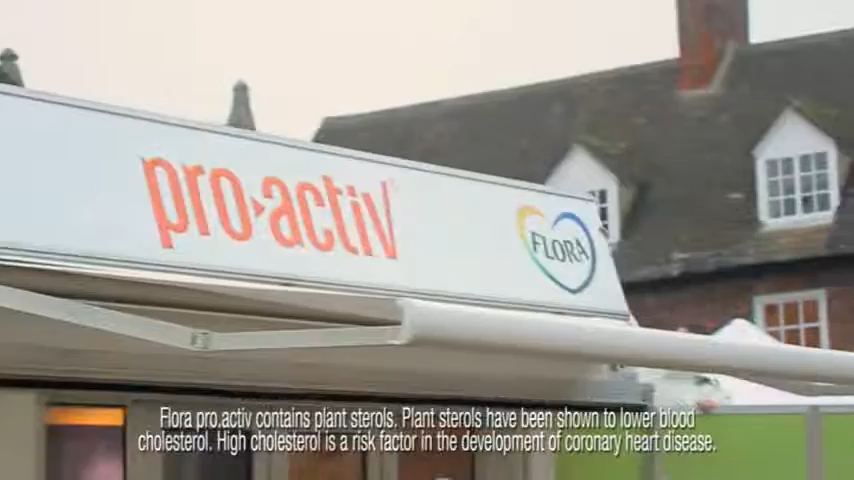 pro.activ
FLORA
Flora pro.activ contains plant sterols. Plant sterols have been shown to lower blood
cholesterol. High cholesterol is a risk factor in the development of coronary heart disease.